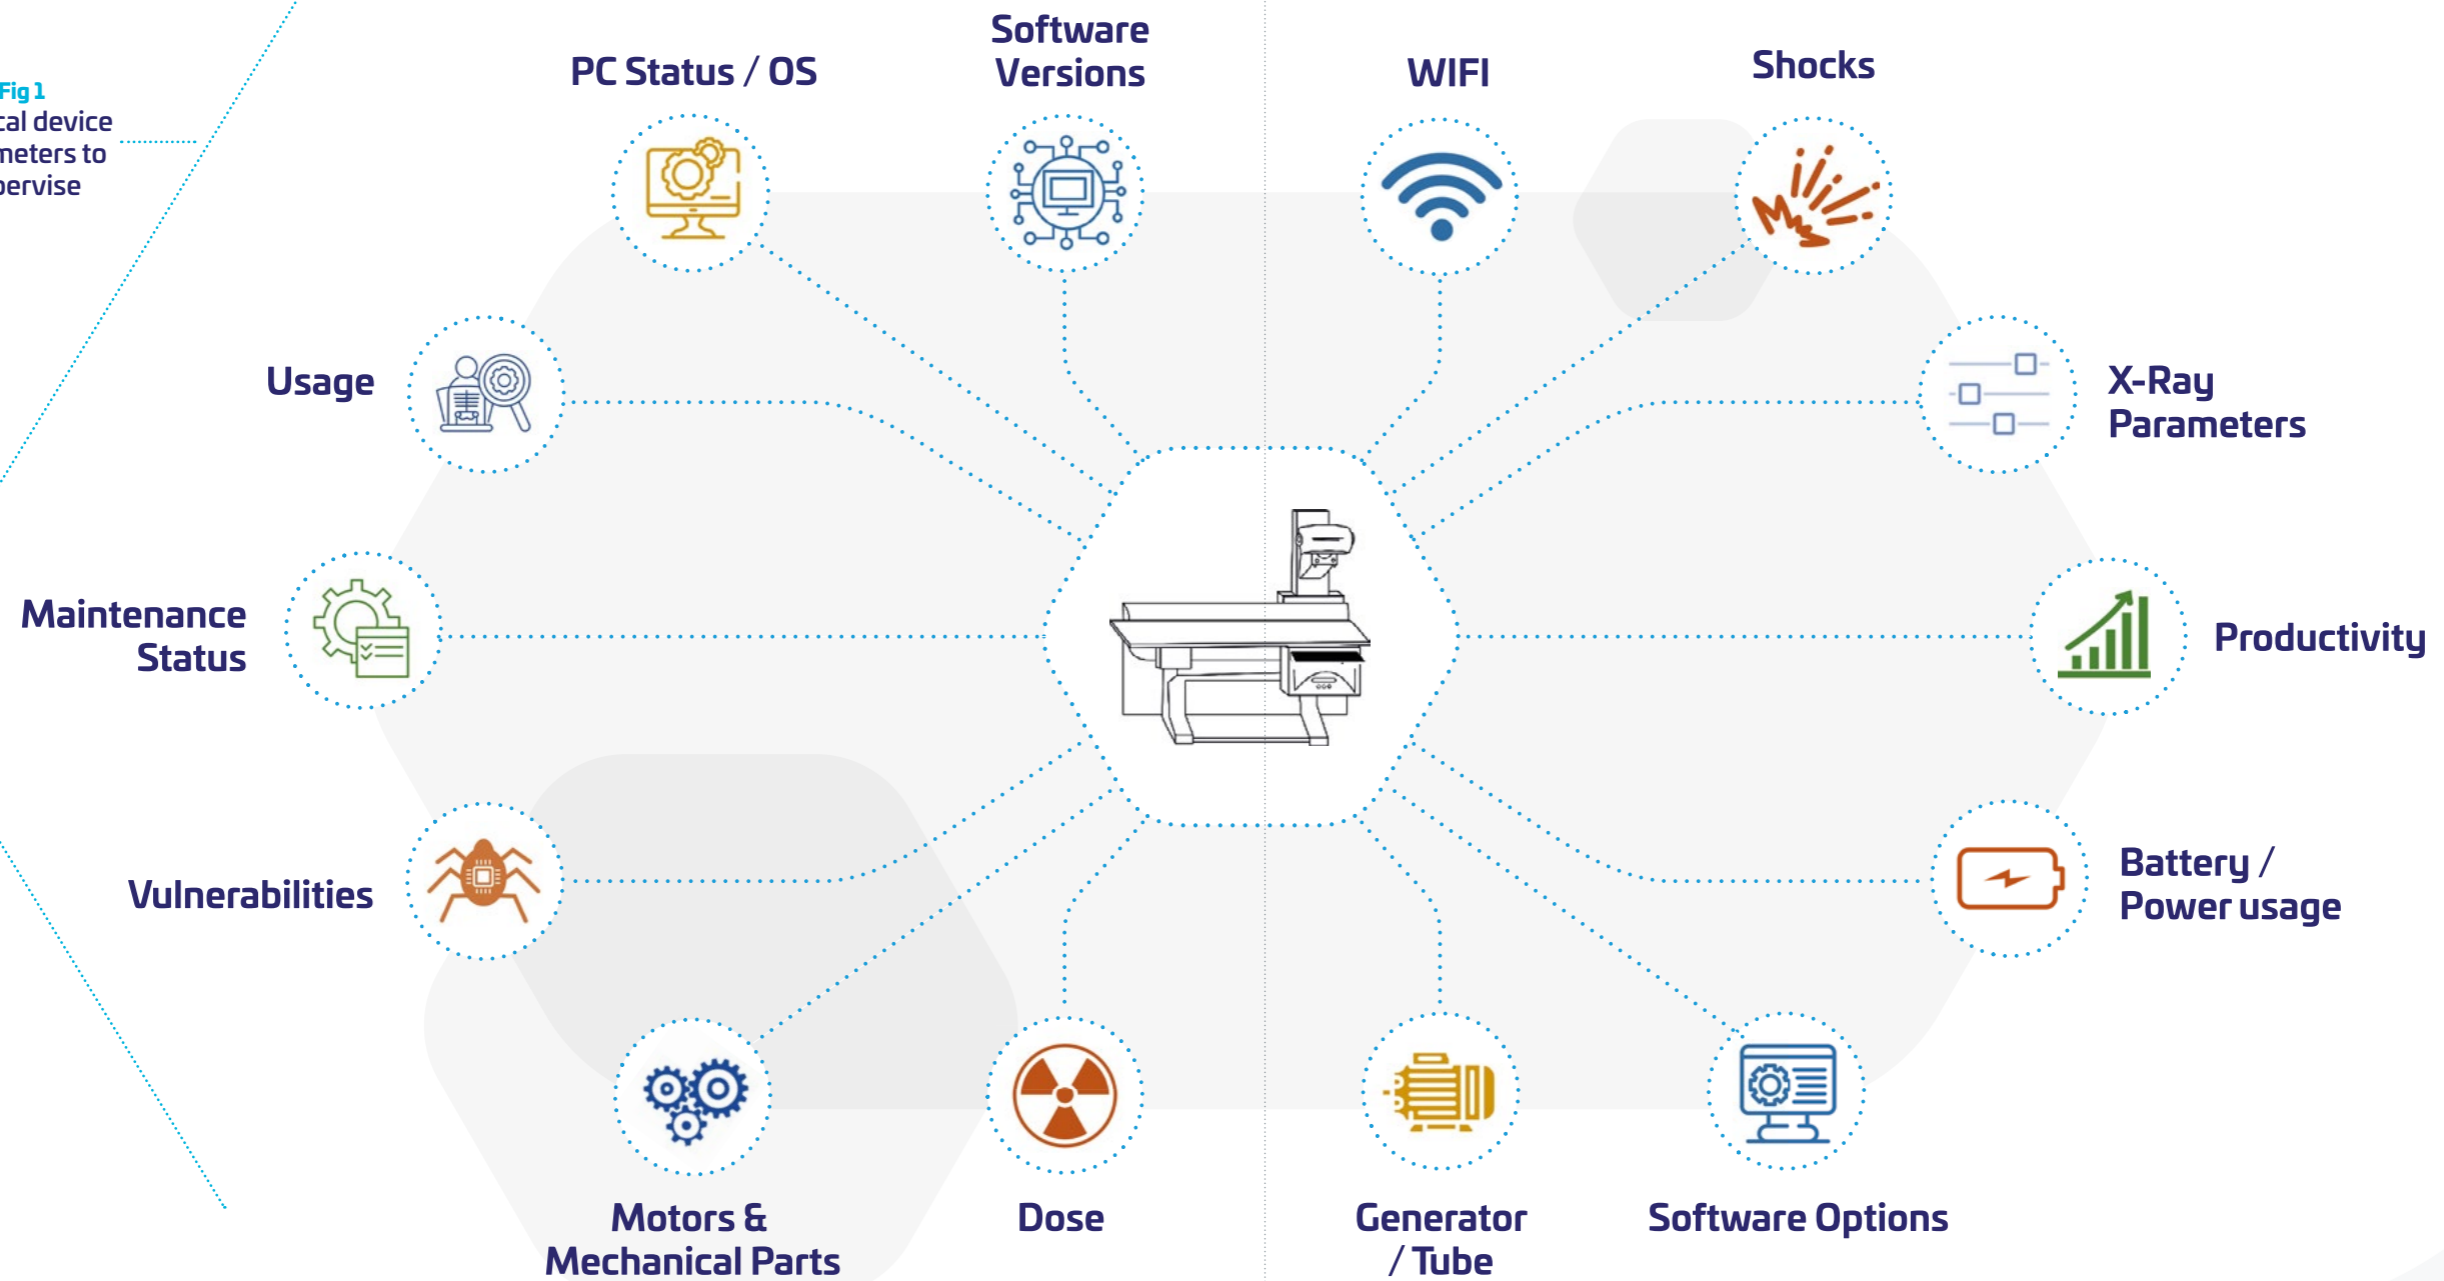 Fig 1
cal device
meters to
pervise
PC Status / OS
Software
Versions
WIFI
Shocks
Usage
X-Ray
Parameters
Maintenance
Status
Productivity
Vulnerabilities
Battery /
Power usage
Motors &
Mechanical Parts
Dose
Generator
/ Tube
Software Options